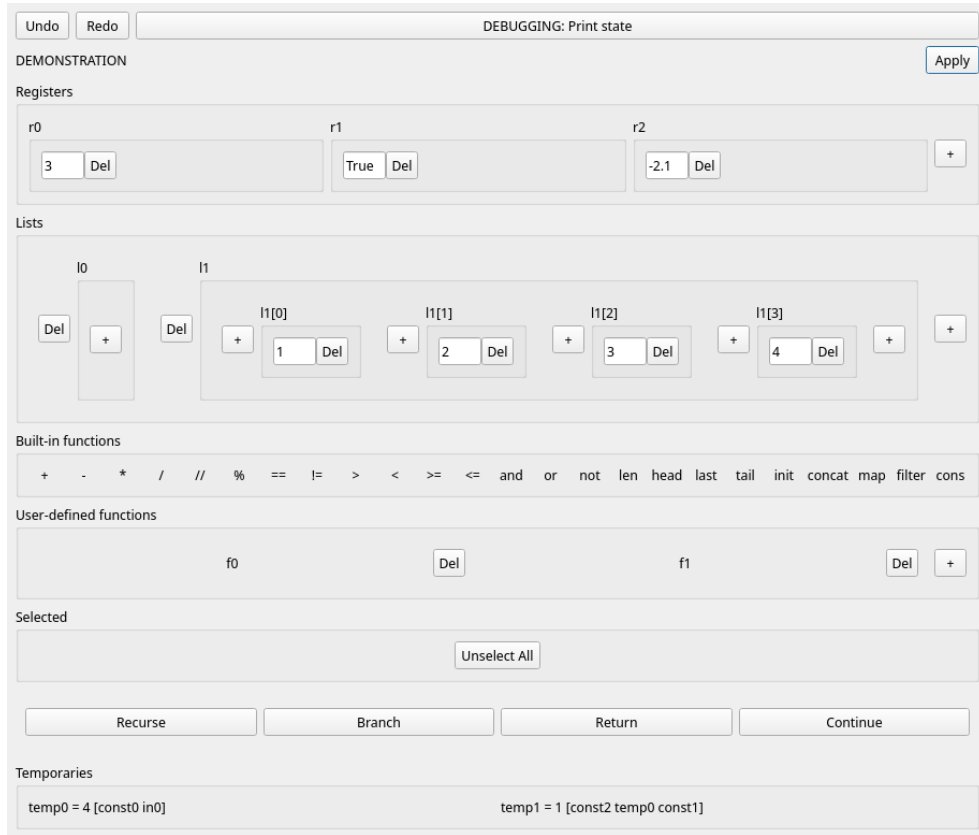 Undo Redo DEBUGGING: Print state
DEMONSTRATION Apply
Registers
r0 r1 r2
3 Del True Del -2.1 Del +
Lists
l0 l1
l1[0] l1[1] l1[2] l1[3]
Del + Del + 1 Del + 2 Del + 3 Del + 4 Del + +
Built-in functions
+ - * / // % == != > < >= <= and or not len head last tail init concat map filter cons
User-defined functions
f0 Del f1 Del +
Selected
Unselect All
Recurse Branch Return Continue
Temporaries
temp0 = 4 [const0 in0] temp1 = 1 [const2 temp0 const1]